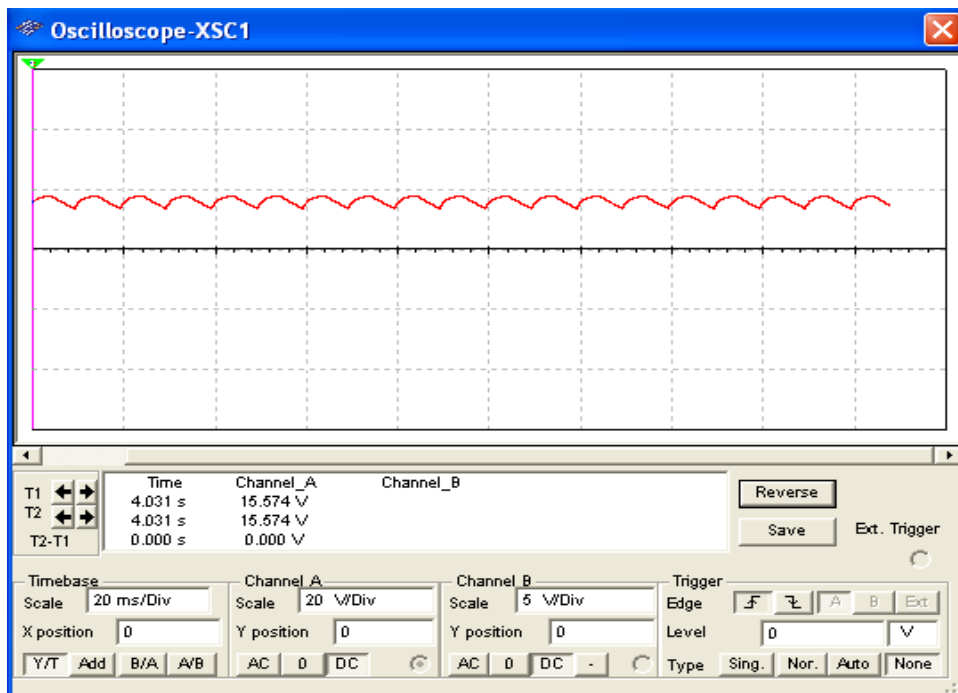 Oscilloscope-XSC1
Time Channel_A Channel_B
T1 4.031 s 15.574 V
T2 4.031 s 15.574 V
T2-T1 0.000 s 0.000 V
Reverse
Save Ext. Trigger
Timebase Channel A Channel B Trigger
Scale 20 ms/Div Scale 20 V/Div Scale 5 V/Div Edge A B Ext
X position 0 Y position 0 Y position 0 Level 0 V
Y/T Add B/A A/B AC 0 DC AC 0 DC - Type Sing. Nor. Auto None